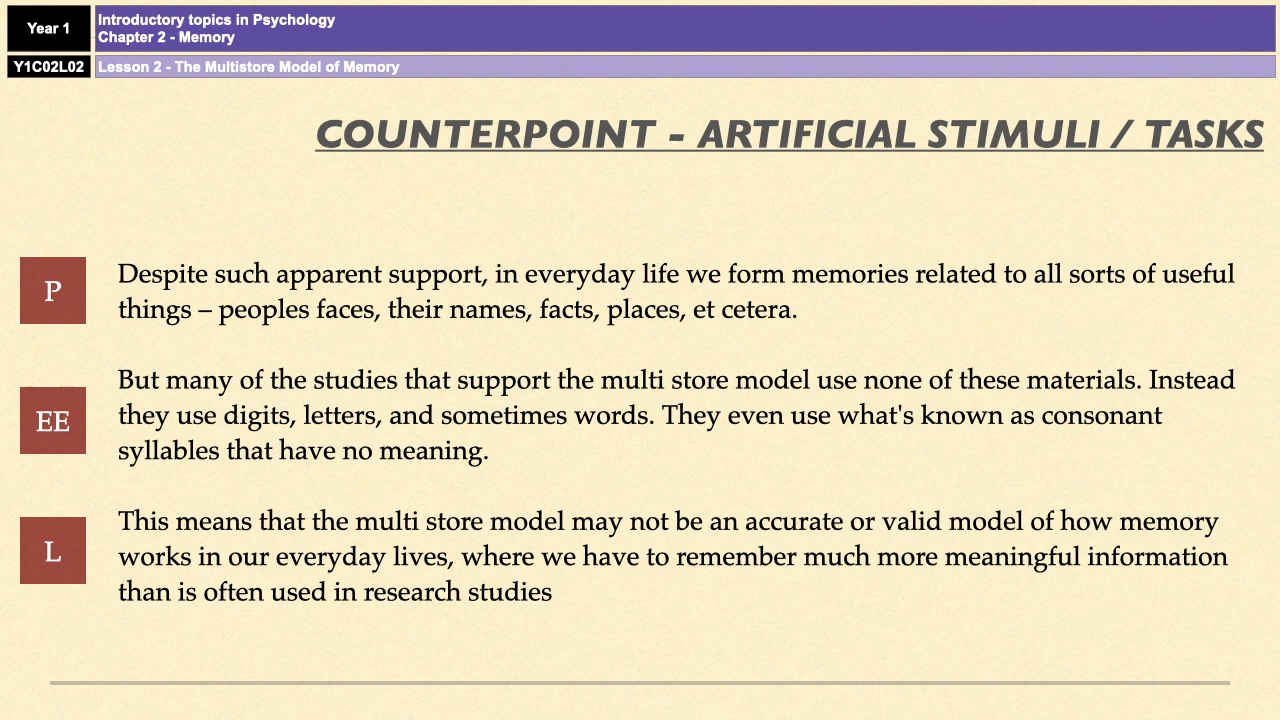 Year 1
Introductory topics in Psychology
Chapter 2 - Memory
Y1C02L02
Lesson 2 - The Multistore Model of Memory
COUNTERPOINT - ARTIFICIAL STIMULI / TASKS
P
Despite such apparent support, in everyday life we form memories related to all sorts of useful
things – peoples faces, their names, facts, places, et cetera.
EE
But many of the studies that support the multi store model use none of these materials. Instead
they use digits, letters, and sometimes words. They even use what's known as consonant
syllables that have no meaning.
L
This means that the multi store model may not be an accurate or valid model of how memory
works in our everyday lives, where we have to remember much more meaningful information
than is often used in research studies